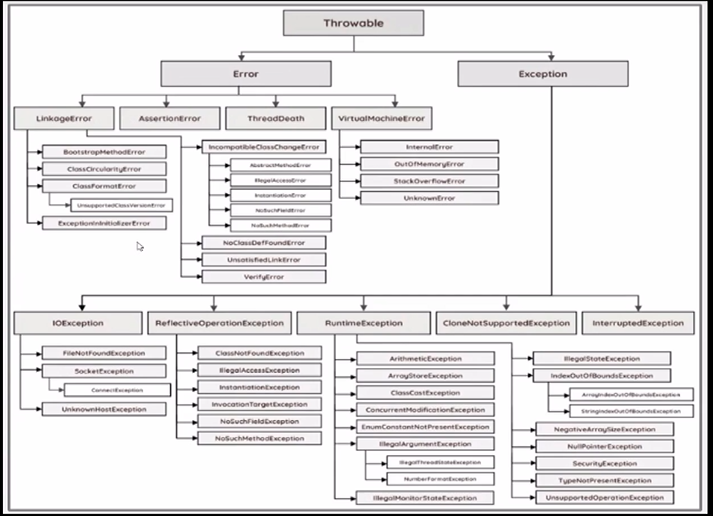 Throwable
Error
Exception
LinkageError
AssertionError
ThreadDeath
VirtualMachineError
BootstrapMethodError
ClassCircularityError
ClassFormatError
UnsupportedClassVersionError
ExceptionInInitializerError
IncompatibleClassChangeError
AbstractMethodError
IllegalAccessError
InstantiationError
NoSuchFieldError
NoSuchMethodError
NoClassDefFoundError
UnsatisfiedLinkError
VerifyError
InternalError
OutOfMemoryError
StackOverflowError
UnknownError
IOException
ReflectiveOperationException
RuntimeException
CloneNotSupportedException
InterruptedException
FileNotFoundException
SocketException
ConnectException
UnknownHostException
ClassNotFoundException
IllegalAccessException
InstantiationException
InvocationTargetException
NoSuchFieldException
NoSuchMethodException
ArithmeticException
ArrayStoreException
ClassCastException
ConcurrentModificationException
EnumConstantNotPresentException
IllegalArgumentException
IllegalThreadStateException
NumberFormatException
IllegalMonitorStateException
IllegalStateException
IndexOutOfBoundsException
ArrayIndexOutOfBoundsException
StringIndexOutOfBoundsException
NegativeArraySizeException
NullPointerException
SecurityException
TypeNotPresentException
UnsupportedOperationException